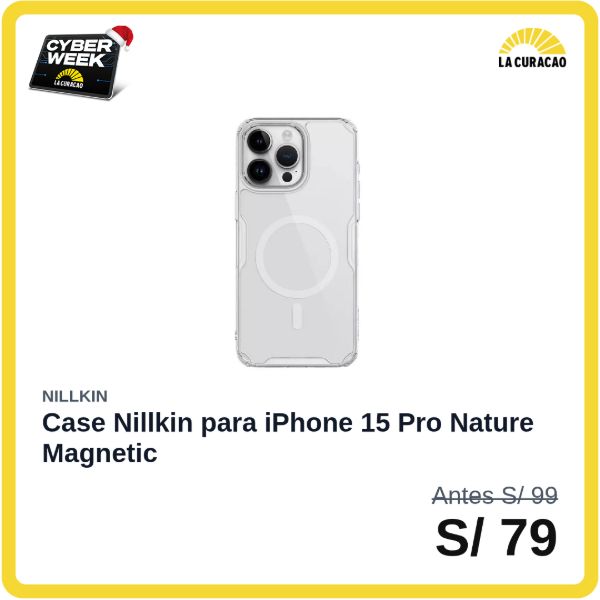 CYBER
WEEK
LA CURACAO
LA CURACAO
NILLKIN
Case Nillkin para iPhone 15 Pro Nature
Magnetic
Antes S/ 99
S/ 79